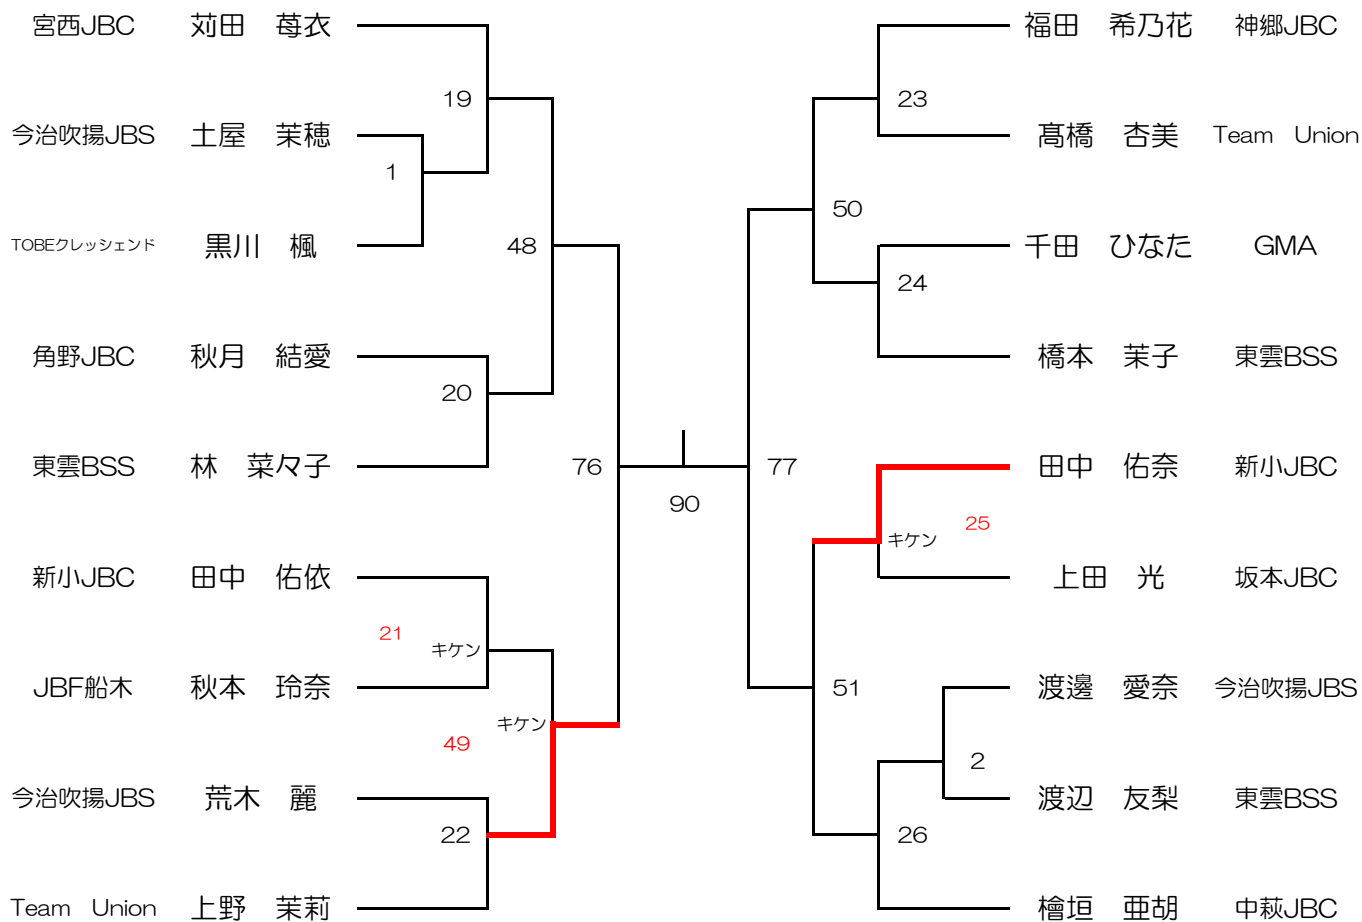 宮西JBC 苅田 苺衣
19
今治吹揚JBS 土屋 茉穂
1
TOBEクレッシェンド 黒川 楓
48
角野JBC 秋月 結愛
20
東雲BSS 林 菜々子
76
新小JBC 田中 佑依
21
キケン
JBF船木 秋本 玲奈
キケン
49
今治吹揚JBS 荒木 麗
22
Team Union 上野 茉莉
90
福田 希乃花 神郷JBC
23
髙橋 杏美 Team Union
50
千田 ひなた GMA
24
橋本 茉子 東雲BSS
77
田中 佑奈 新小JBC
25
キケン
上田 光 坂本JBC
51
渡邊 愛奈 今治吹揚JBS
2
渡辺 友梨 東雲BSS
26
檜垣 亜胡 中萩JBC